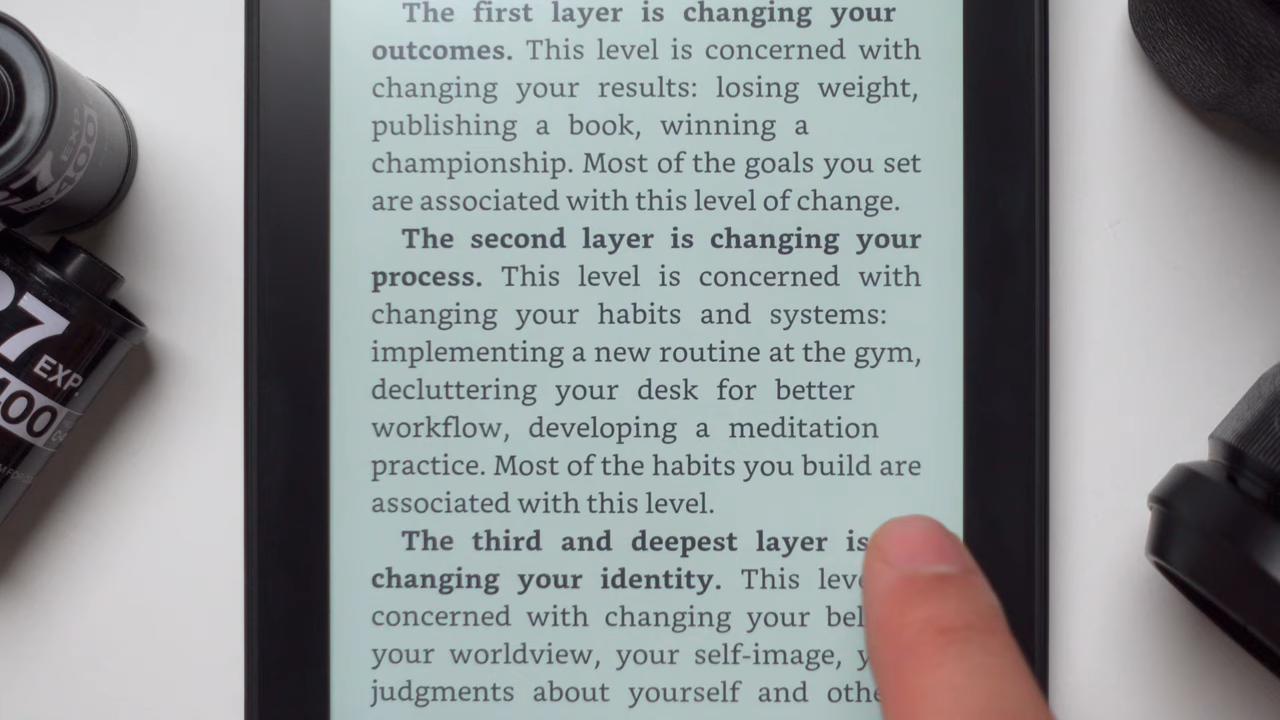 The first layer is changing your
outcomes. This level is concerned with
changing your results: losing weight,
publishing a book, winning a
championship. Most of the goals you set
are associated with this level of change.
The second layer is changing your
process. This level is concerned with
changing your habits and systems:
implementing a new routine at the gym,
decluttering your desk for better
workflow, developing a meditation
practice. Most of the habits you build are
associated with this level.
The third and deepest layer is
changing your identity. This
concerned with changing your
your worldview, your self-image,
judgments about yourself and
EXP
400
7
EXP
400